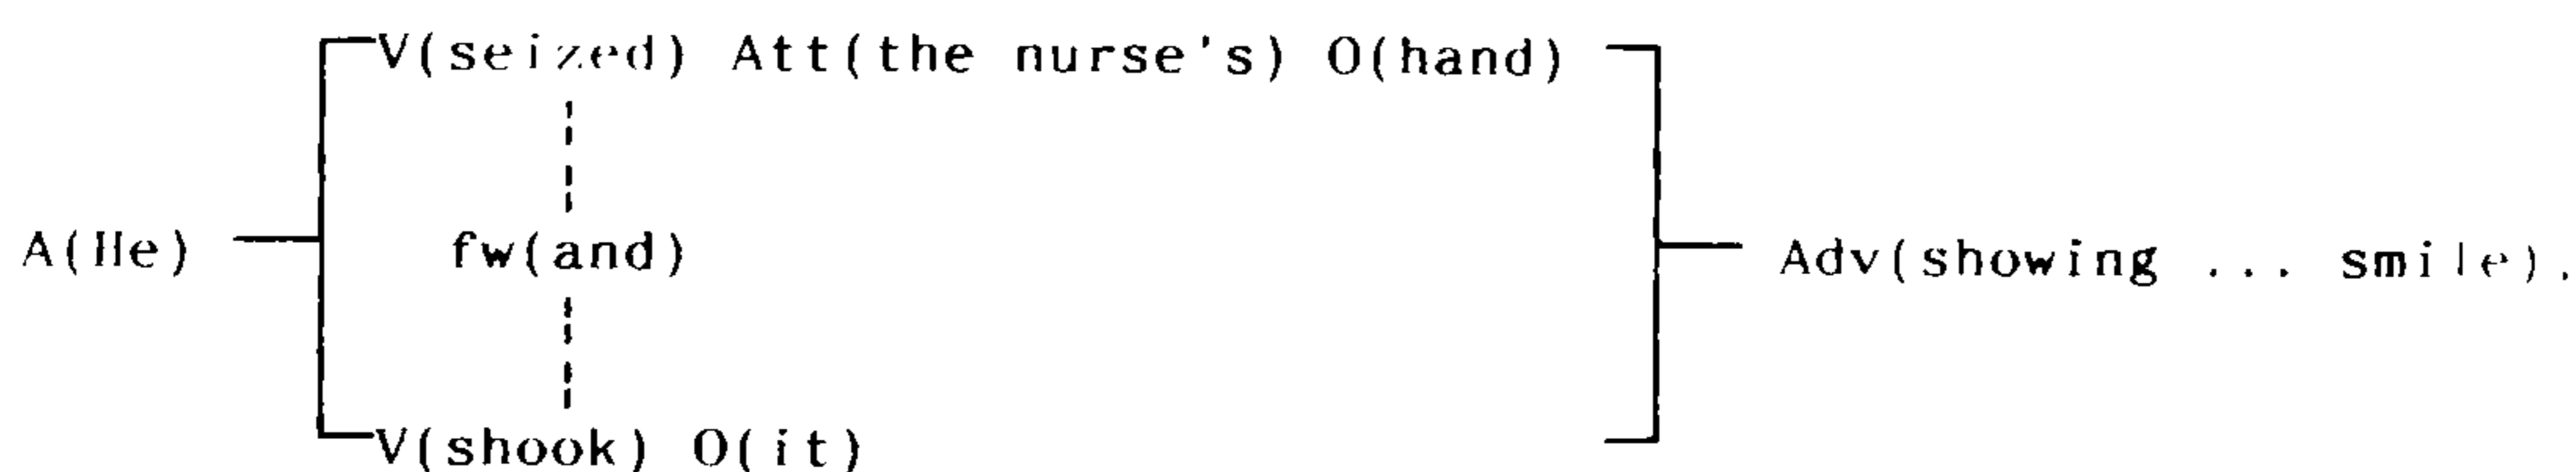 V(seized) Att(the nurse's) O(hand)
A(He) fw(and) Adv(showing ... smile).
V(shook) O(it)